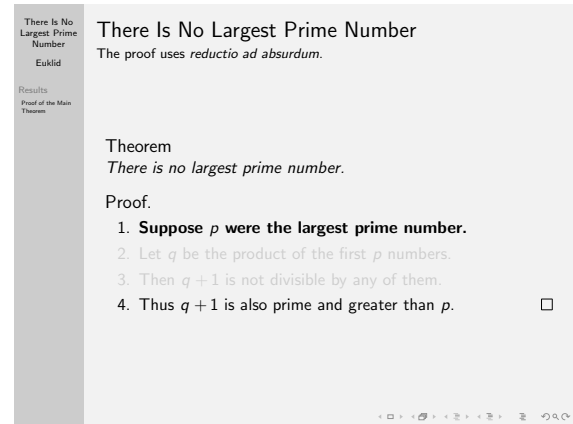 There Is No
Largest Prime
Number
Euklid
Results
Proof of the Main
Theorem
There Is No Largest Prime Number
The proof uses reductio ad absurdum.
Theorem
There is no largest prime number.
Proof.
1. Suppose p were the largest prime number.
2. Let q be the product of the first p numbers.
3. Then q + 1 is not divisible by any of them.
4. Thus q + 1 is also prime and greater than p. □